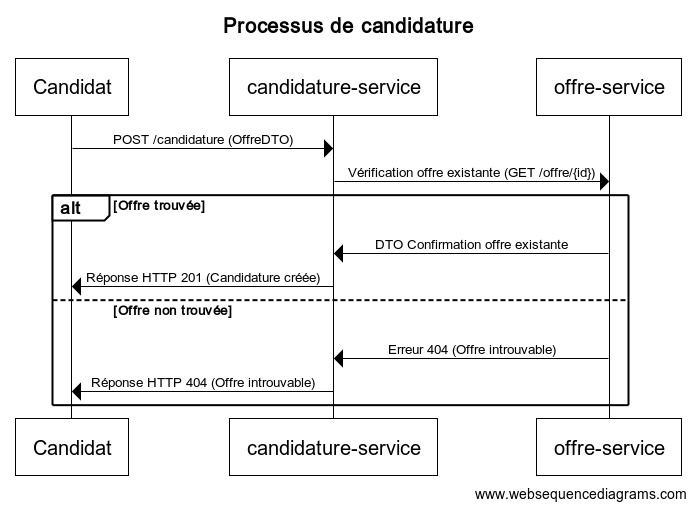 Processus de candidature
Candidat
candidature-service
offre-service
POST /candidature (OffreDTO)
Vérification offre existante (GET /offre/{id})
alt
[Offre trouvée]
DTO Confirmation offre existante
Réponse HTTP 201 (Candidature créée)
[Offre non trouvée]
Erreur 404 (Offre introuvable)
Réponse HTTP 404 (Offre introuvable)
Candidat
candidature-service
offre-service
www.websequencediagrams.com